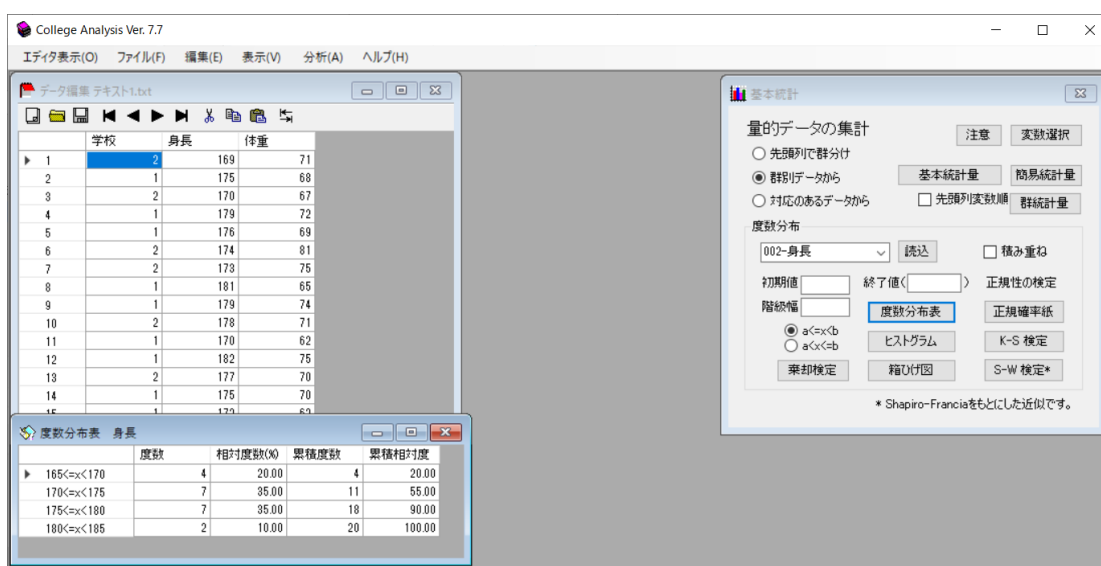 College Analysis Ver. 7.7
エディタ表示(O) ファイル(F) 編集(E) 表示(V) 分析(A) ヘルプ(H)
データ編集 テキスト1.txt
学校 身長 体重
1 2 169 71
2 1 175 68
3 2 170 67
4 1 179 72
5 1 176 69
6 2 174 81
7 2 173 75
8 1 181 65
9 1 179 74
10 2 178 71
11 1 170 62
12 1 182 75
13 2 177 70
14 1 175 70
度数分布表 身長
度数 相対度数(%) 累積度数 累積相対度
165<=x<170 4 20.00 4 20.00
170<=x<175 7 35.00 11 55.00
175<=x<180 7 35.00 18 90.00
180<=x<185 2 10.00 20 100.00
基本統計
量的データの集計
注意 変数選択
先頭列で群分け
群別データから
基本統計量 簡易統計量
対応のあるデータから
先頭列変数順 群統計量
度数分布
002-身長 読込 積み重ね
初期値 終了値( ) 正規性の検定
階級幅 度数分布表 正規確率紙
a<=x<b
a<x<=b
ヒストグラム K-S 検定
棄却検定 箱ひげ図 S-W 検定*
* Shapiro-Franciaをもとにした近似です。